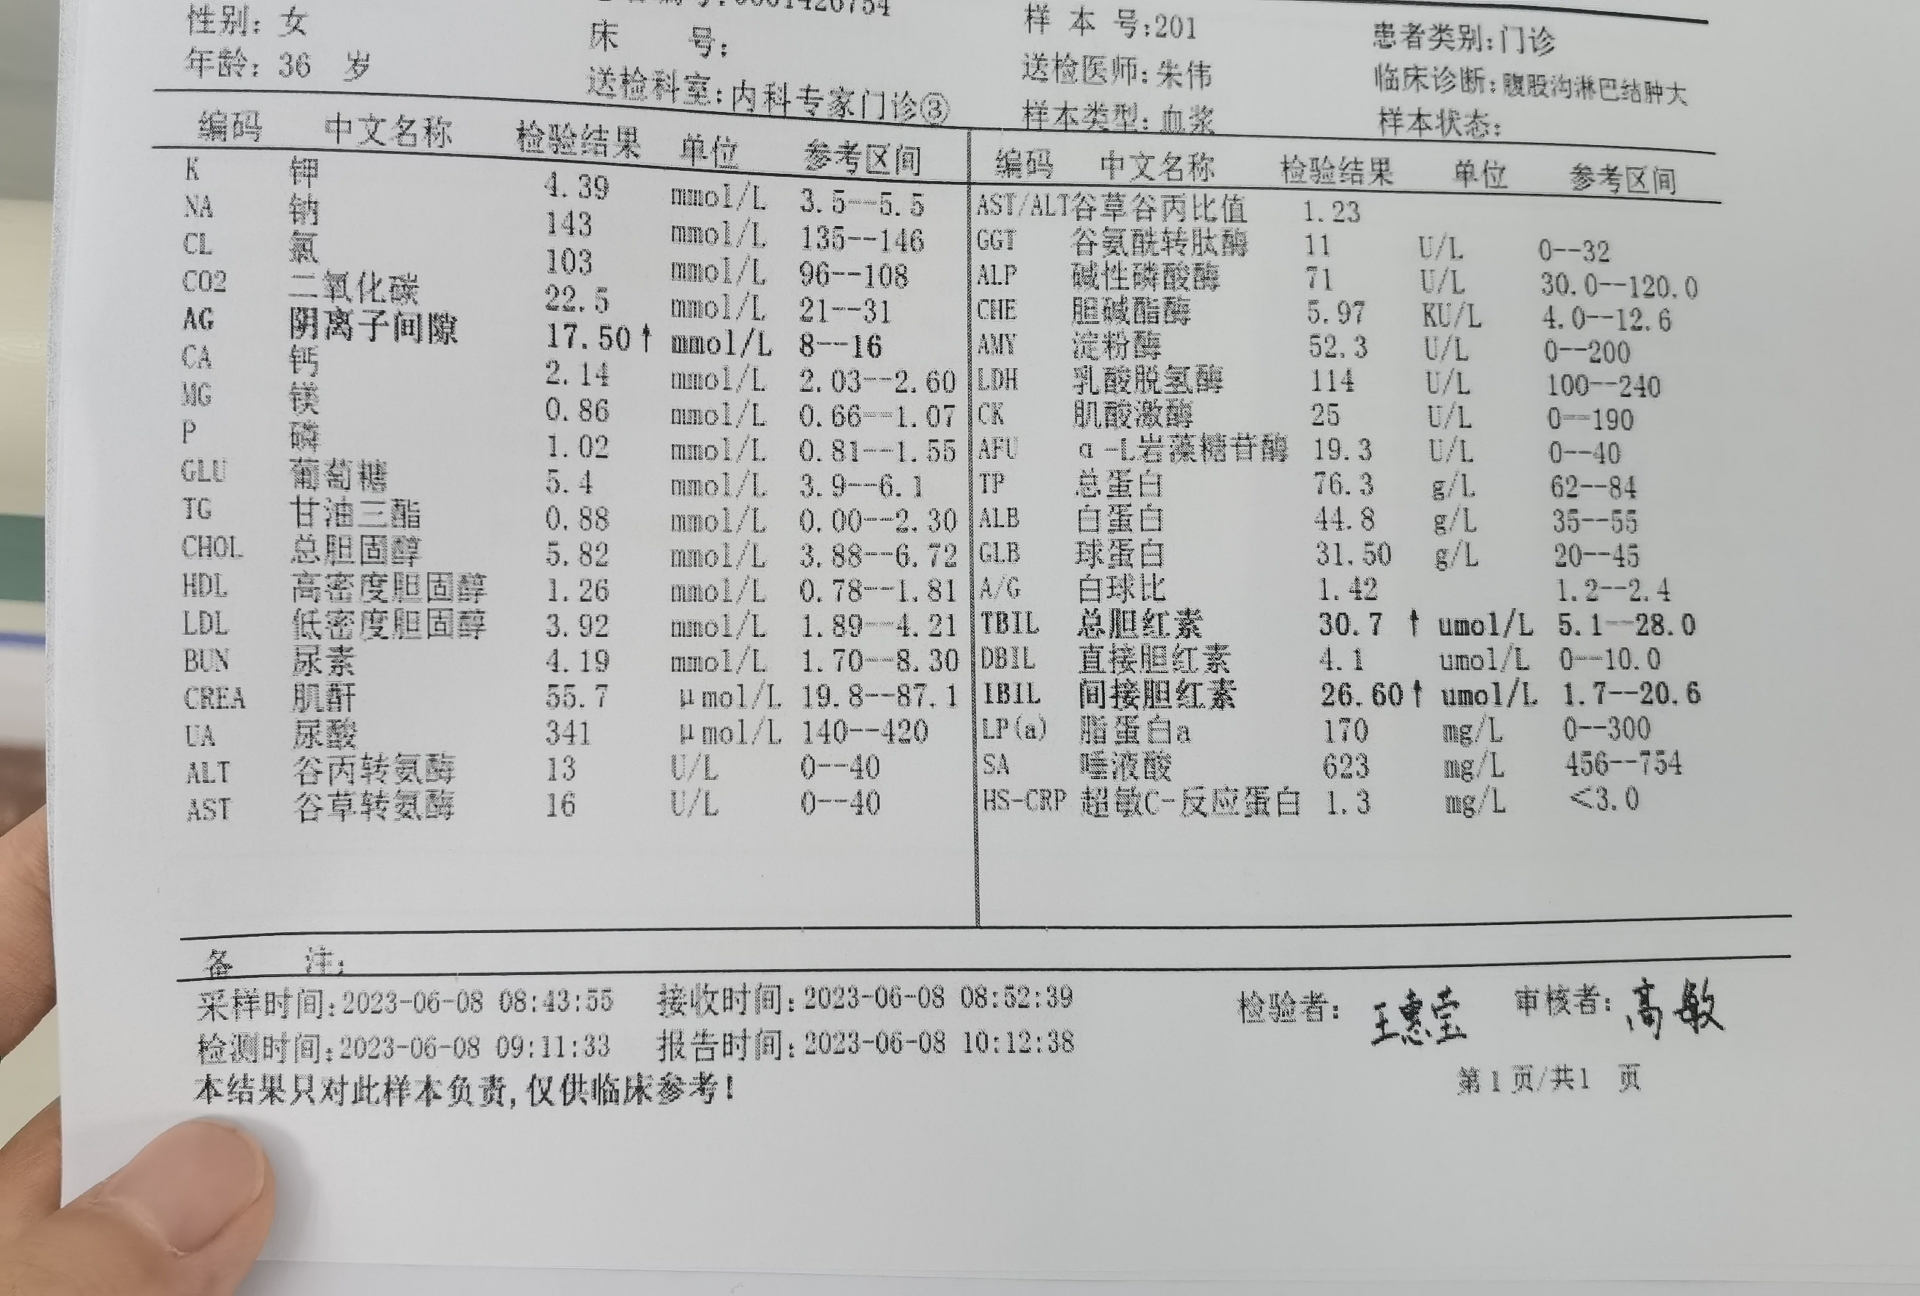 性别: 女
年龄: 36 岁
床 号:
送检科室:内科专家门诊③
样 本 号:201
送检医师:朱伟
样本类型:血浆
患者类别:门诊
临床诊断:腹股沟淋巴结肿大
样本状态:
编码 中文名称 检验结果 单位 参考区间
K 钾 4.39 mmol/L 3.5--5.5
NA 钠 143 mmol/L 135--146
CL 氯 103 mmol/L 96--108
CO2 二氧化碳 22.5 mmol/L 21--31
AG 阴离子间隙 17.50↑ mmol/L 8--16
CA 钙 2.14 mmol/L 2.03--2.60
MG 镁 0.86 mmol/L 0.66--1.07
P 磷 1.02 mmol/L 0.81--1.55
GLU 葡萄糖 5.4 mmol/L 3.9--6.1
TG 甘油三酯 0.88 mmol/L 0.00--2.30
CHOL 总胆固醇 5.82 mmol/L 3.88--6.72
HDL 高密度胆固醇 1.26 mmol/L 0.78--1.81
LDL 低密度胆固醇 3.92 mmol/L 1.89--4.21
BUN 尿素 4.19 mmol/L 1.70--8.30
CREA 肌酐 55.7 μmol/L 19.8--87.1
UA 尿酸 341 μmol/L 140--420
ALT 谷丙转氨酶 13 U/L 0--40
AST 谷草转氨酶 16 U/L 0--40
编码 中文名称 检验结果 单位 参考区间
AST/ALT谷草谷丙比值 1.23
GGT 谷氨酰转肽酶 11 U/L 0--32
ALP 碱性磷酸酶 71 U/L 30.0--120.0
CHE 胆碱酯酶 5.97 KU/L 4.0--12.6
AMY 淀粉酶 52.3 U/L 0--200
LDH 乳酸脱氢酶 114 U/L 100--240
CK 肌酸激酶 25 U/L 0--190
AFU α-L岩藻糖苷酶 19.3 U/L 0--40
TP 总蛋白 76.3 g/L 62--84
ALB 白蛋白 44.8 g/L 35--55
GLB 球蛋白 31.50 g/L 20--45
A/G 白球比 1.42 1.2--2.4
TBIL 总胆红素 30.7 ↑ umol/L 5.1--28.0
DBIL 直接胆红素 4.1 umol/L 0--10.0
IBIL 间接胆红素 26.60↑ umol/L 1.7--20.6
LP(a) 脂蛋白a 170 mg/L 0--300
SA 唾液酸 623 mg/L 456--754
HS-CRP 超敏C-反应蛋白 1.3 mg/L <3.0
备 注:
采样时间:2023-06-08 08:43:55 接收时间:2023-06-08 08:52:39 检验者: 王惠莹 审核者: 高敏
检测时间:2023-06-08 09:11:33 报告时间:2023-06-08 10:12:38
本结果只对此样本负责,仅供临床参考!
第 1 页/共1 页